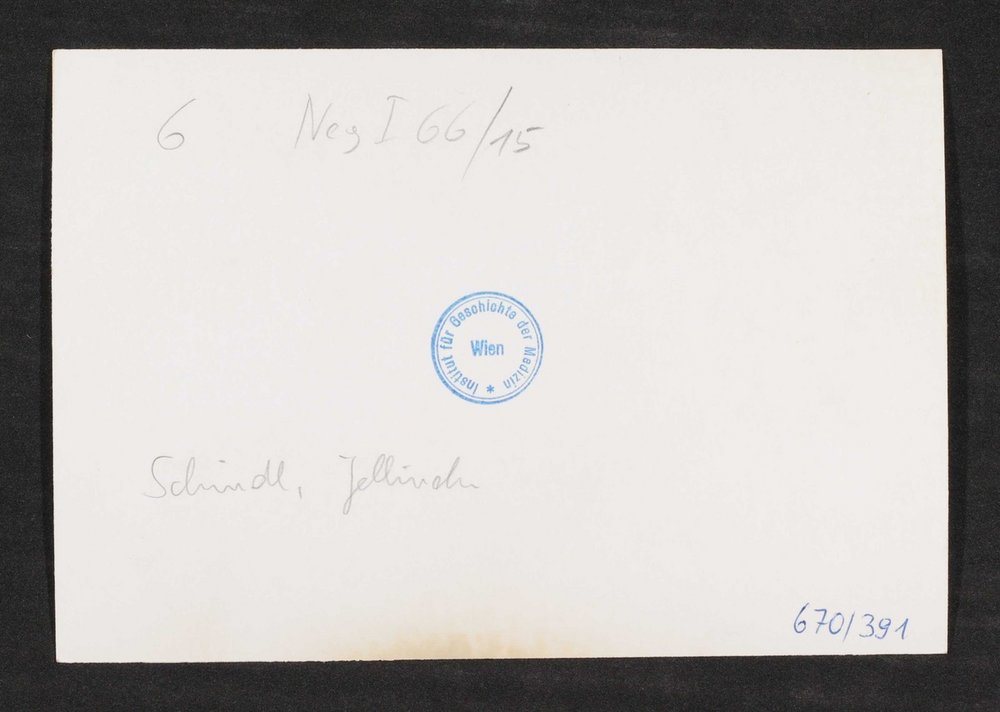 6 Neg I 66/15
Institut für Geschichte der Medizin *
Wien
Schindl, Jellinek
670/391